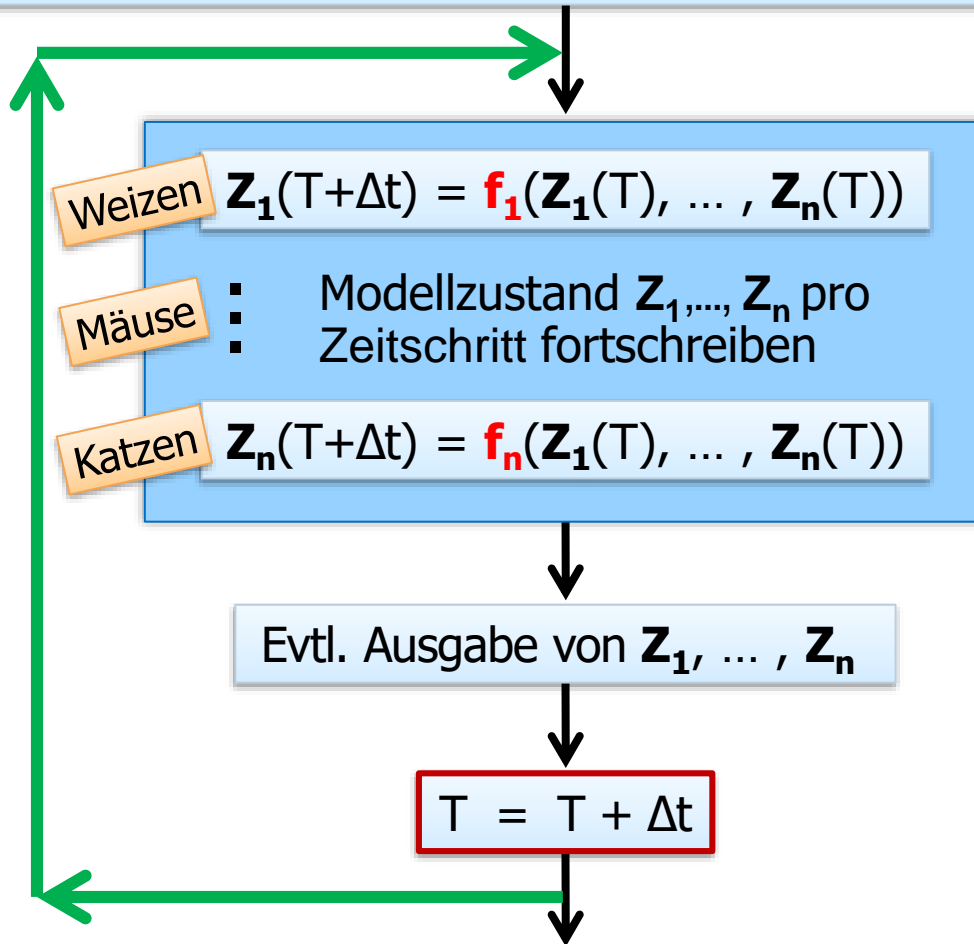 Weizen Z₁(T+Δt) = f₁(Z₁(T), … , Zₙ(T))
Mäuse ▪ Modellzustand Z₁,…, Zₙ pro
▪ Zeitschritt fortschreiben
Katzen Zₙ(T+Δt) = fₙ(Z₁(T), … , Zₙ(T))
Evtl. Ausgabe von Z₁, … , Zₙ
T = T + Δt